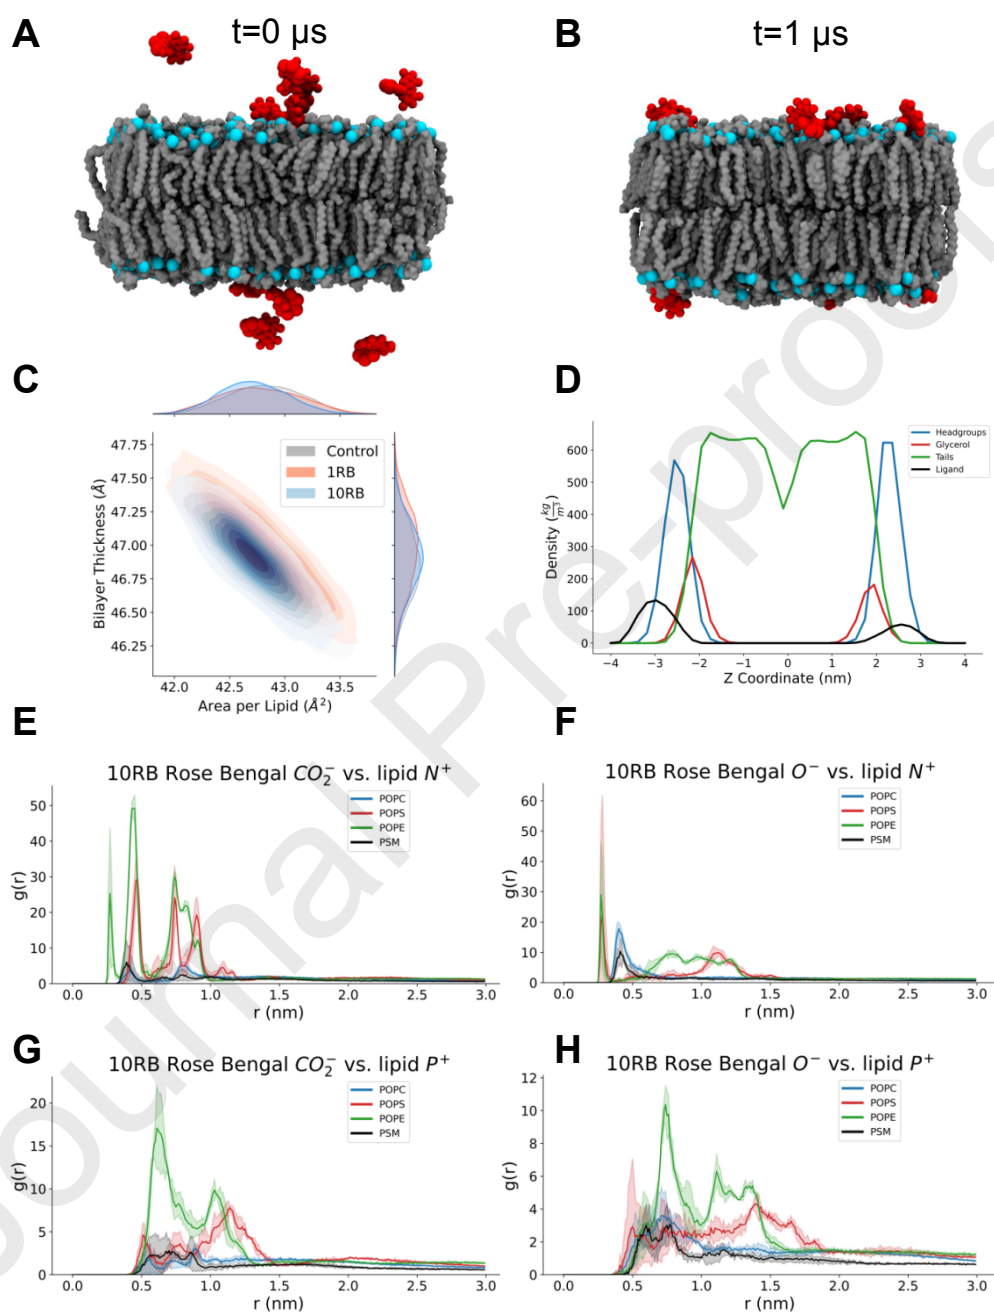 A
t=0 μs
B
t=1 μs
C
D
47.75
47.50
47.25
47.00
46.75
46.50
46.25
Bilayer Thickness (Å)
Control
1RB
10RB
42.0 42.5 43.0 43.5
Area per Lipid (Å²)
600
500
400
300
200
100
0
Density (kg/m³)
Headgroups
Glycerol
Tails
Ligand
−4 −3 −2 −1 0 1 2 3 4
Z Coordinate (nm)
E
10RB Rose Bengal CO₂⁻ vs. lipid N⁺
50
40
30
20
10
0
g(r)
POPC
POPS
POPE
PSM
0.0 0.5 1.0 1.5 2.0 2.5 3.0
r (nm)
F
10RB Rose Bengal O⁻ vs. lipid N⁺
60
50
40
30
20
10
0
g(r)
POPC
POPS
POPE
PSM
0.0 0.5 1.0 1.5 2.0 2.5 3.0
r (nm)
G
10RB Rose Bengal CO₂⁻ vs. lipid P⁺
20
15
10
5
0
g(r)
POPC
POPS
POPE
PSM
0.0 0.5 1.0 1.5 2.0 2.5 3.0
r (nm)
H
10RB Rose Bengal O⁻ vs. lipid P⁺
12
10
8
6
4
2
0
g(r)
POPC
POPS
POPE
PSM
0.0 0.5 1.0 1.5 2.0 2.5 3.0
r (nm)
Journal Pre-proofs